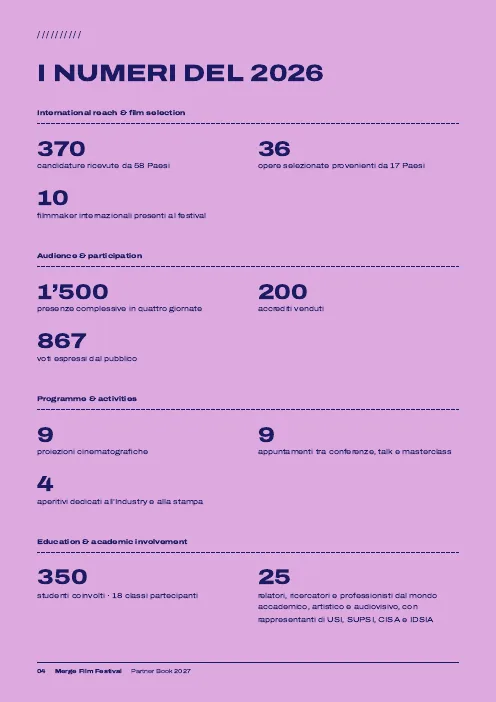 //////////
I NUMERI DEL 2026
International reach & film selection
370
candidature ricevute da 58 Paesi
36
opere selezionate provenienti da 17 Paesi
10
filmmaker internazionali presenti al festival
Audience & participation
1’500
presenze complessive in quattro giornate
200
accrediti venduti
867
voti espressi dal pubblico
Programme & activities
9
proiezioni cinematografiche
9
appuntamenti tra conferenze, talk e masterclass
4
aperitivi dedicati all'Industry e alla stampa
Education & academic involvement
350
studenti coinvolti · 18 classi partecipanti
25
relatori, ricercatori e professionisti dal mondo
accademico, artistico e audiovisivo, con
rappresentanti di USI, SUPSI, CISA e IDSIA
04 Merge Film Festival Partner Book 2027